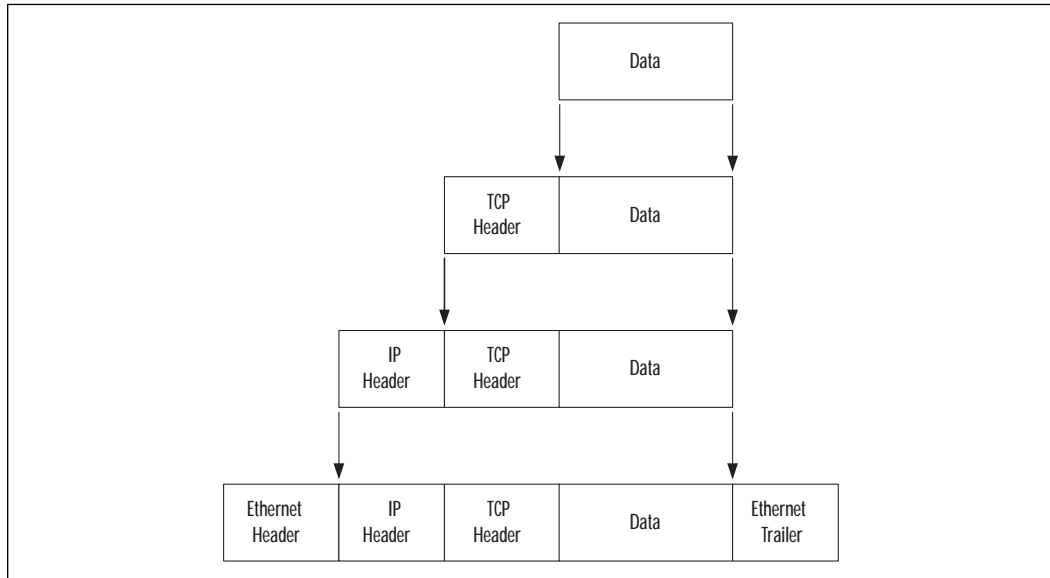 Data
TCP
Header
Data
IP
Header
TCP
Header
Data
Ethernet
Header
IP
Header
TCP
Header
Data
Ethernet
Trailer